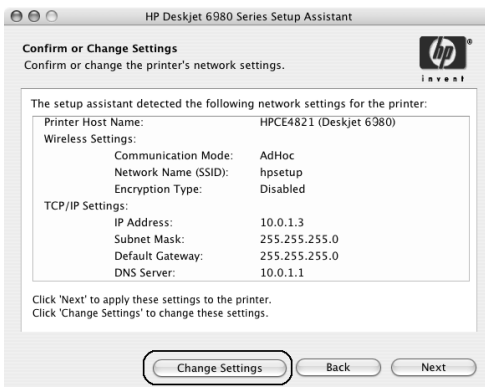 HP Deskjet 6980 Series Setup Assistant
Confirm or Change Settings
Confirm or change the printer's network settings.
hp
®
invent
The setup assistant detected the following network settings for the printer:
Printer Host Name: HPCE4821 (Deskjet 6980)
Wireless Settings:
Communication Mode: AdHoc
Network Name (SSID): hpsetup
Encryption Type: Disabled
TCP/IP Settings:
IP Address: 10.0.1.3
Subnet Mask: 255.255.255.0
Default Gateway: 255.255.255.0
DNS Server: 10.0.1.1
Click 'Next' to apply these settings to the printer.
Click 'Change Settings' to change these settings.
Change Settings Back Next